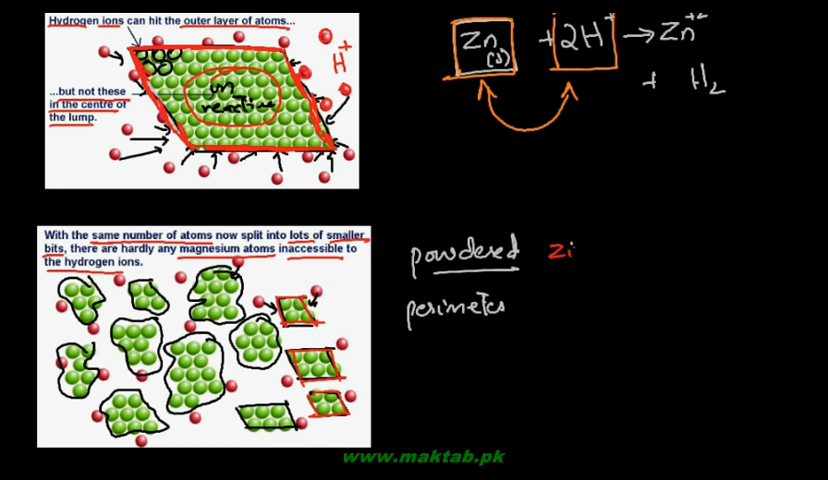 Hydrogen ions can hit the outer layer of atoms...
H+
...but not these
in the centre of
the lump.
un
reactive
Zn(s) + 2H+ → Zn+2
+ H2
With the same number of atoms now split into lots of smaller
bits, there are hardly any magnesium atoms inaccessible to
the hydrogen ions.
powdered Zi
perimeter
www.maktab.pk